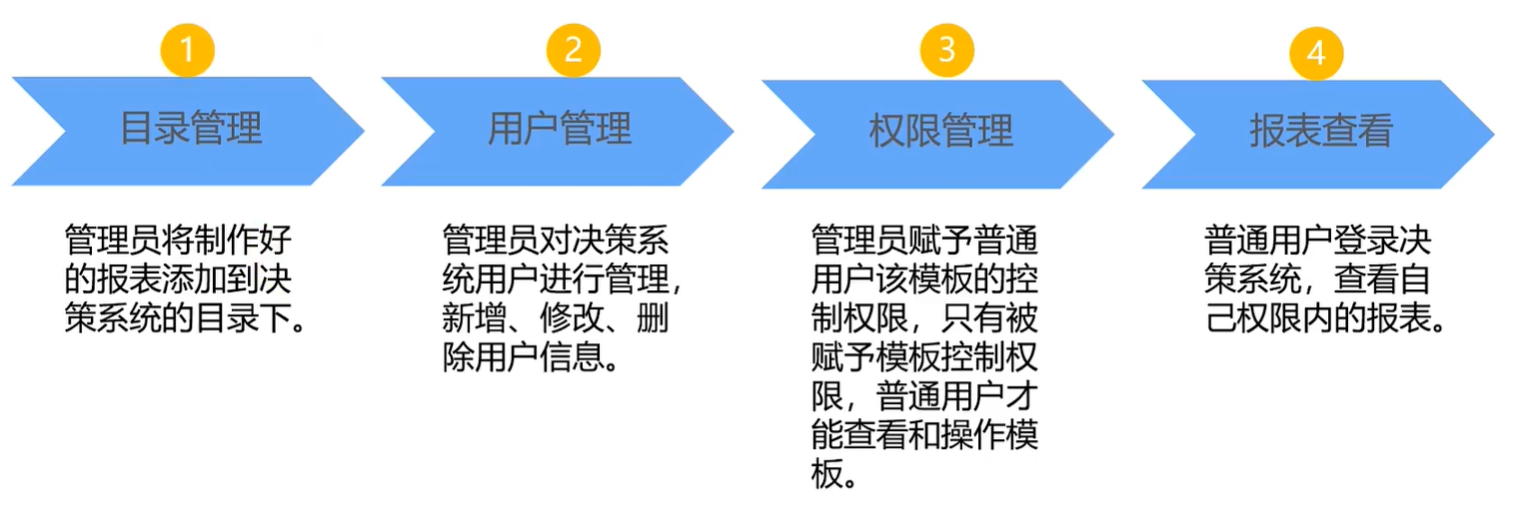 1
目录管理
管理员将制作好
的报表添加到决
策系统的目录下。
2
用户管理
管理员对决策系
统用户进行管理，
新增、修改、删
除用户信息。
3
权限管理
管理员赋予普通
用户该模板的控
制权限，只有被
赋予模板控制权
限，普通用户才
能查看和操作模
板。
4
报表查看
普通用户登录决
策系统，查看自
己权限内的报表。